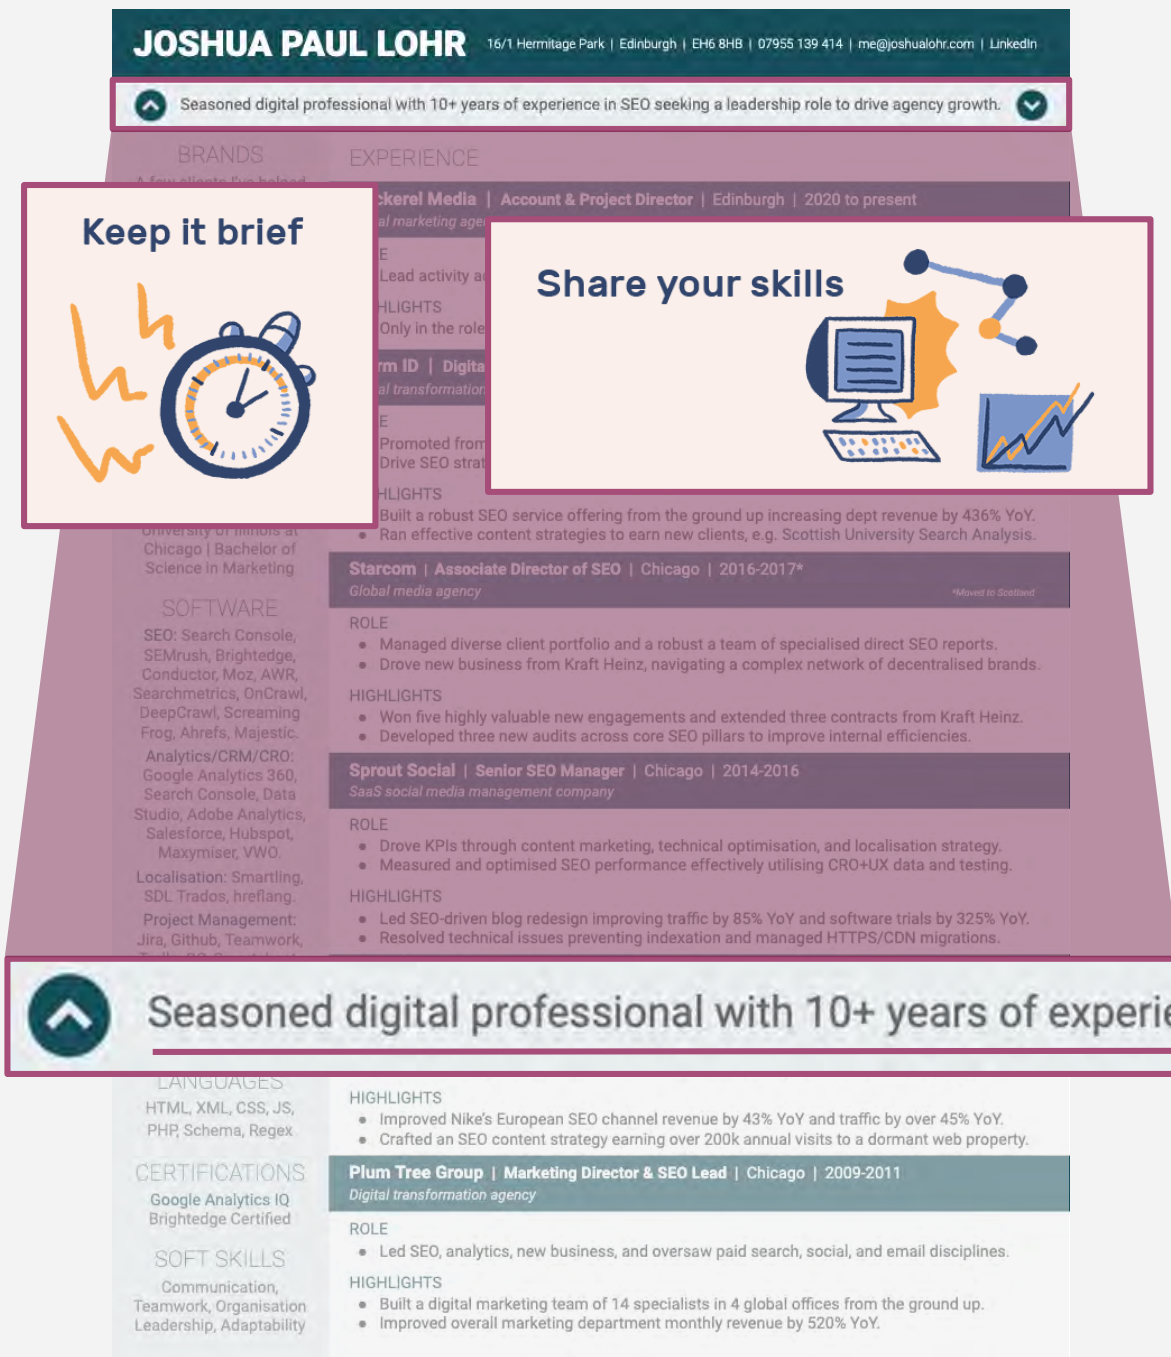 JOSHUA PAUL LOHR
16/1 Hermitage Park | Edinburgh | EH6 8HB | 07955 139 414 | me@joshualohr.com | LinkedIn
Seasoned digital professional with 10+ years of experience in SEO seeking a leadership role to drive agency growth.
BRANDS
A few clients I've helped
Keep it brief
University of Illinois at
Chicago | Bachelor of
Science in Marketing
SOFTWARE
SEO: Search Console,
SEMrush, Brightedge,
Conductor, Moz, AWR,
Searchmetrics, OnCrawl,
DeepCrawl, Screaming
Frog, Ahrefs, Majestic.
Analytics/CRM/CRO:
Google Analytics 360,
Search Console, Data
Studio, Adobe Analytics,
Salesforce, Hubspot,
Maxymiser, VWO.
Localisation: Smartling,
SDL Trados, hreflang.
Project Management:
Jira, Github, Teamwork,
EXPERIENCE
ckerel Media | Account & Project Director | Edinburgh | 2020 to present
al marketing age
E
Lead activity a
HLIGHTS
Only in the role
Share your skills
rm ID | Digita
al transformation
E
Promoted from
Drive SEO strat
HLIGHTS
Built a robust SEO service offering from the ground up increasing dept revenue by 436% YoY.
• Ran effective content strategies to earn new clients, e.g. Scottish University Search Analysis.
Starcom | Associate Director of SEO | Chicago | 2016-2017*
Global media agency
*Moved to Scotland
ROLE
• Managed diverse client portfolio and a robust a team of specialised direct SEO reports.
• Drove new business from Kraft Heinz, navigating a complex network of decentralised brands.
HIGHLIGHTS
• Won five highly valuable new engagements and extended three contracts from Kraft Heinz.
• Developed three new audits across core SEO pillars to improve internal efficiencies.
Sprout Social | Senior SEO Manager | Chicago | 2014-2016
SaaS social media management company
ROLE
• Drove KPIs through content marketing, technical optimisation, and localisation strategy.
• Measured and optimised SEO performance effectively utilising CRO+UX data and testing.
HIGHLIGHTS
• Led SEO-driven blog redesign improving traffic by 85% YoY and software trials by 325% YoY.
• Resolved technical issues preventing indexation and managed HTTPS/CDN migrations.
Seasoned digital professional with 10+ years of experie
LANGUAGES
HTML, XML, CSS, JS,
PHP, Schema, Regex
CERTIFICATIONS
Google Analytics IQ
Brightedge Certified
SOFT SKILLS
Communication,
Teamwork, Organisation
Leadership, Adaptability
HIGHLIGHTS
• Improved Nike's European SEO channel revenue by 43% YoY and traffic by over 45% YoY.
• Crafted an SEO content strategy earning over 200k annual visits to a dormant web property.
Plum Tree Group | Marketing Director & SEO Lead | Chicago | 2009-2011
Digital transformation agency
ROLE
• Led SEO, analytics, new business, and oversaw paid search, social, and email disciplines.
HIGHLIGHTS
• Built a digital marketing team of 14 specialists in 4 global offices from the ground up.
• Improved overall marketing department monthly revenue by 520% YoY.